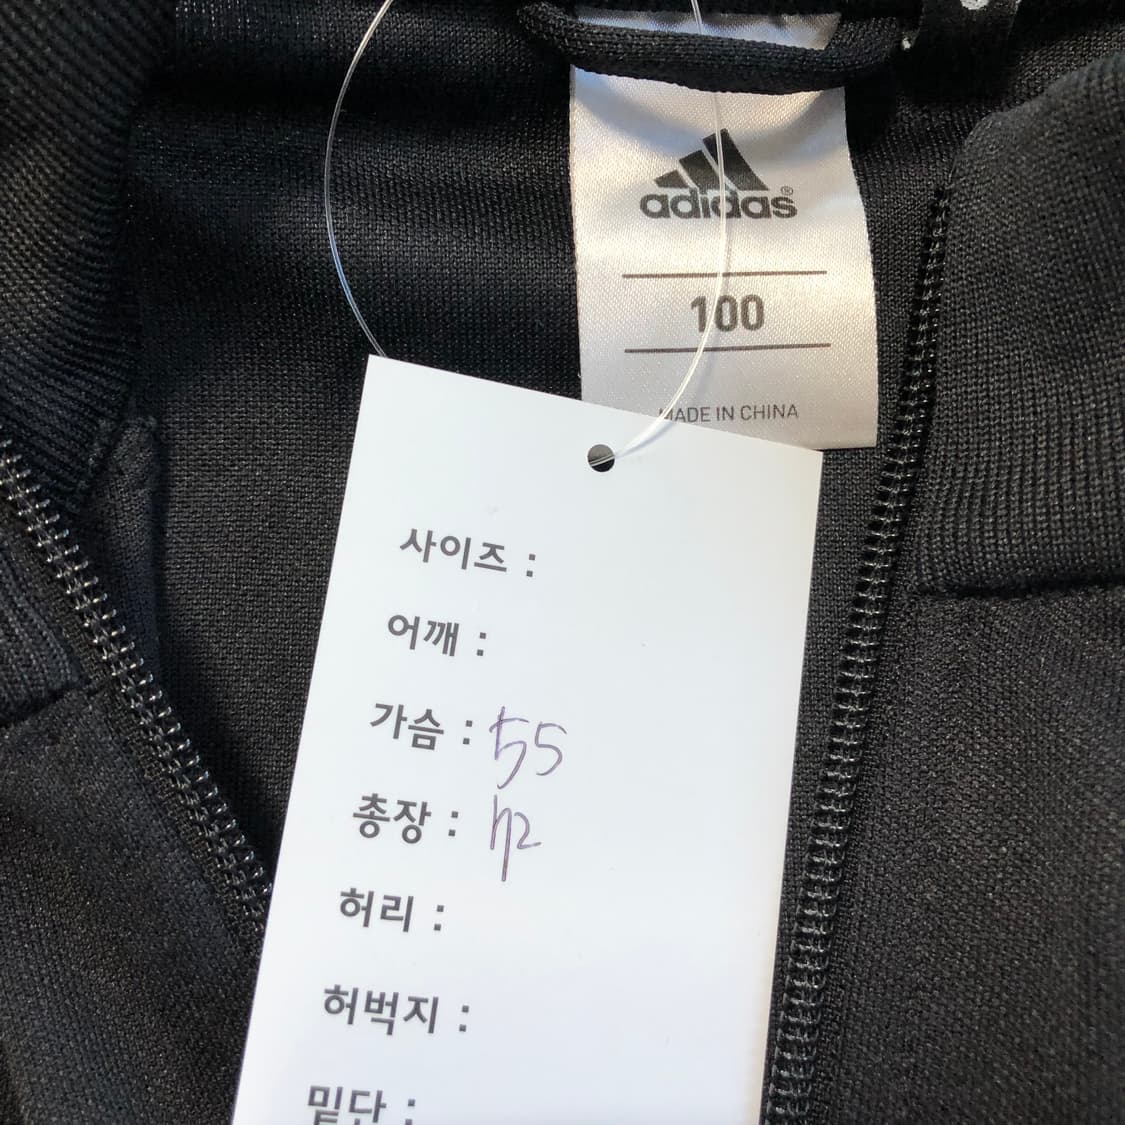 adidas®
100
MADE IN CHINA
사이즈 :
어깨 :
가슴 : 55
총장 : 72
허리 :
허벅지 :
밑단 :